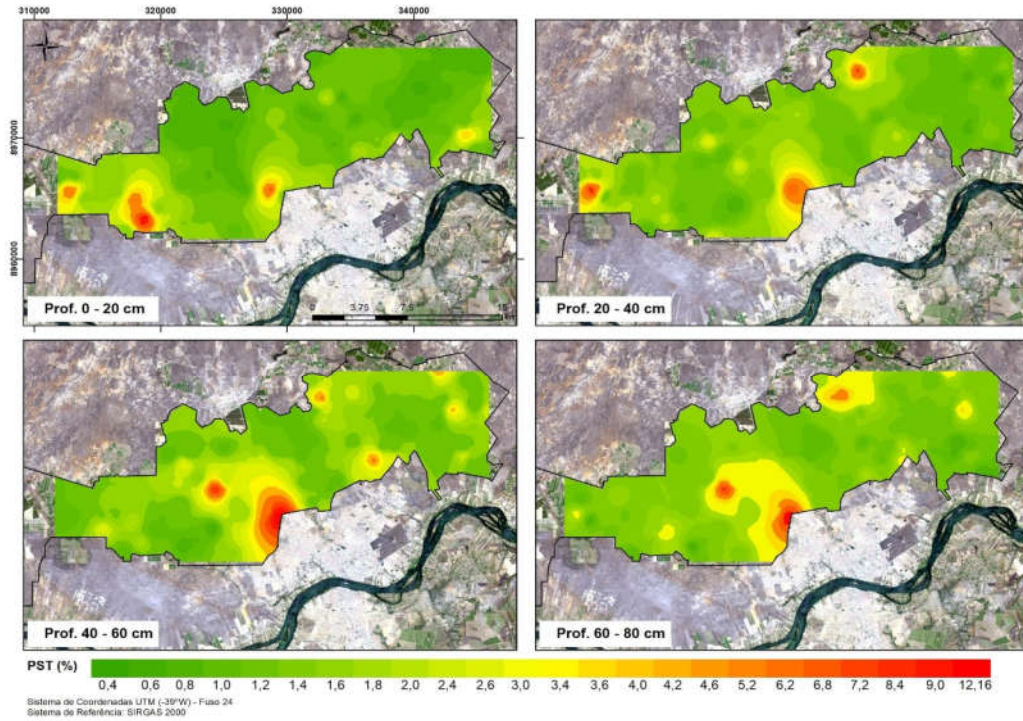 310000 320000 330000 340000
8970000
8960000
0 3,75 7,5 15
Prof. 0 - 20 cm
Prof. 20 - 40 cm
Prof. 40 - 60 cm
Prof. 60 - 80 cm
PST (%)
0,4 0,6 0,8 1,0 1,2 1,4 1,6 1,8 2,0 2,6 3,0 3,4 3,6 4,0 4,2 4,6 5,2 6,2 6,8 7,2 8,4 9,0 12,16
Sistema de Coordenadas UTM (-39°W) - Fuso 24
Sistema de Referência: SIRGAS 2000